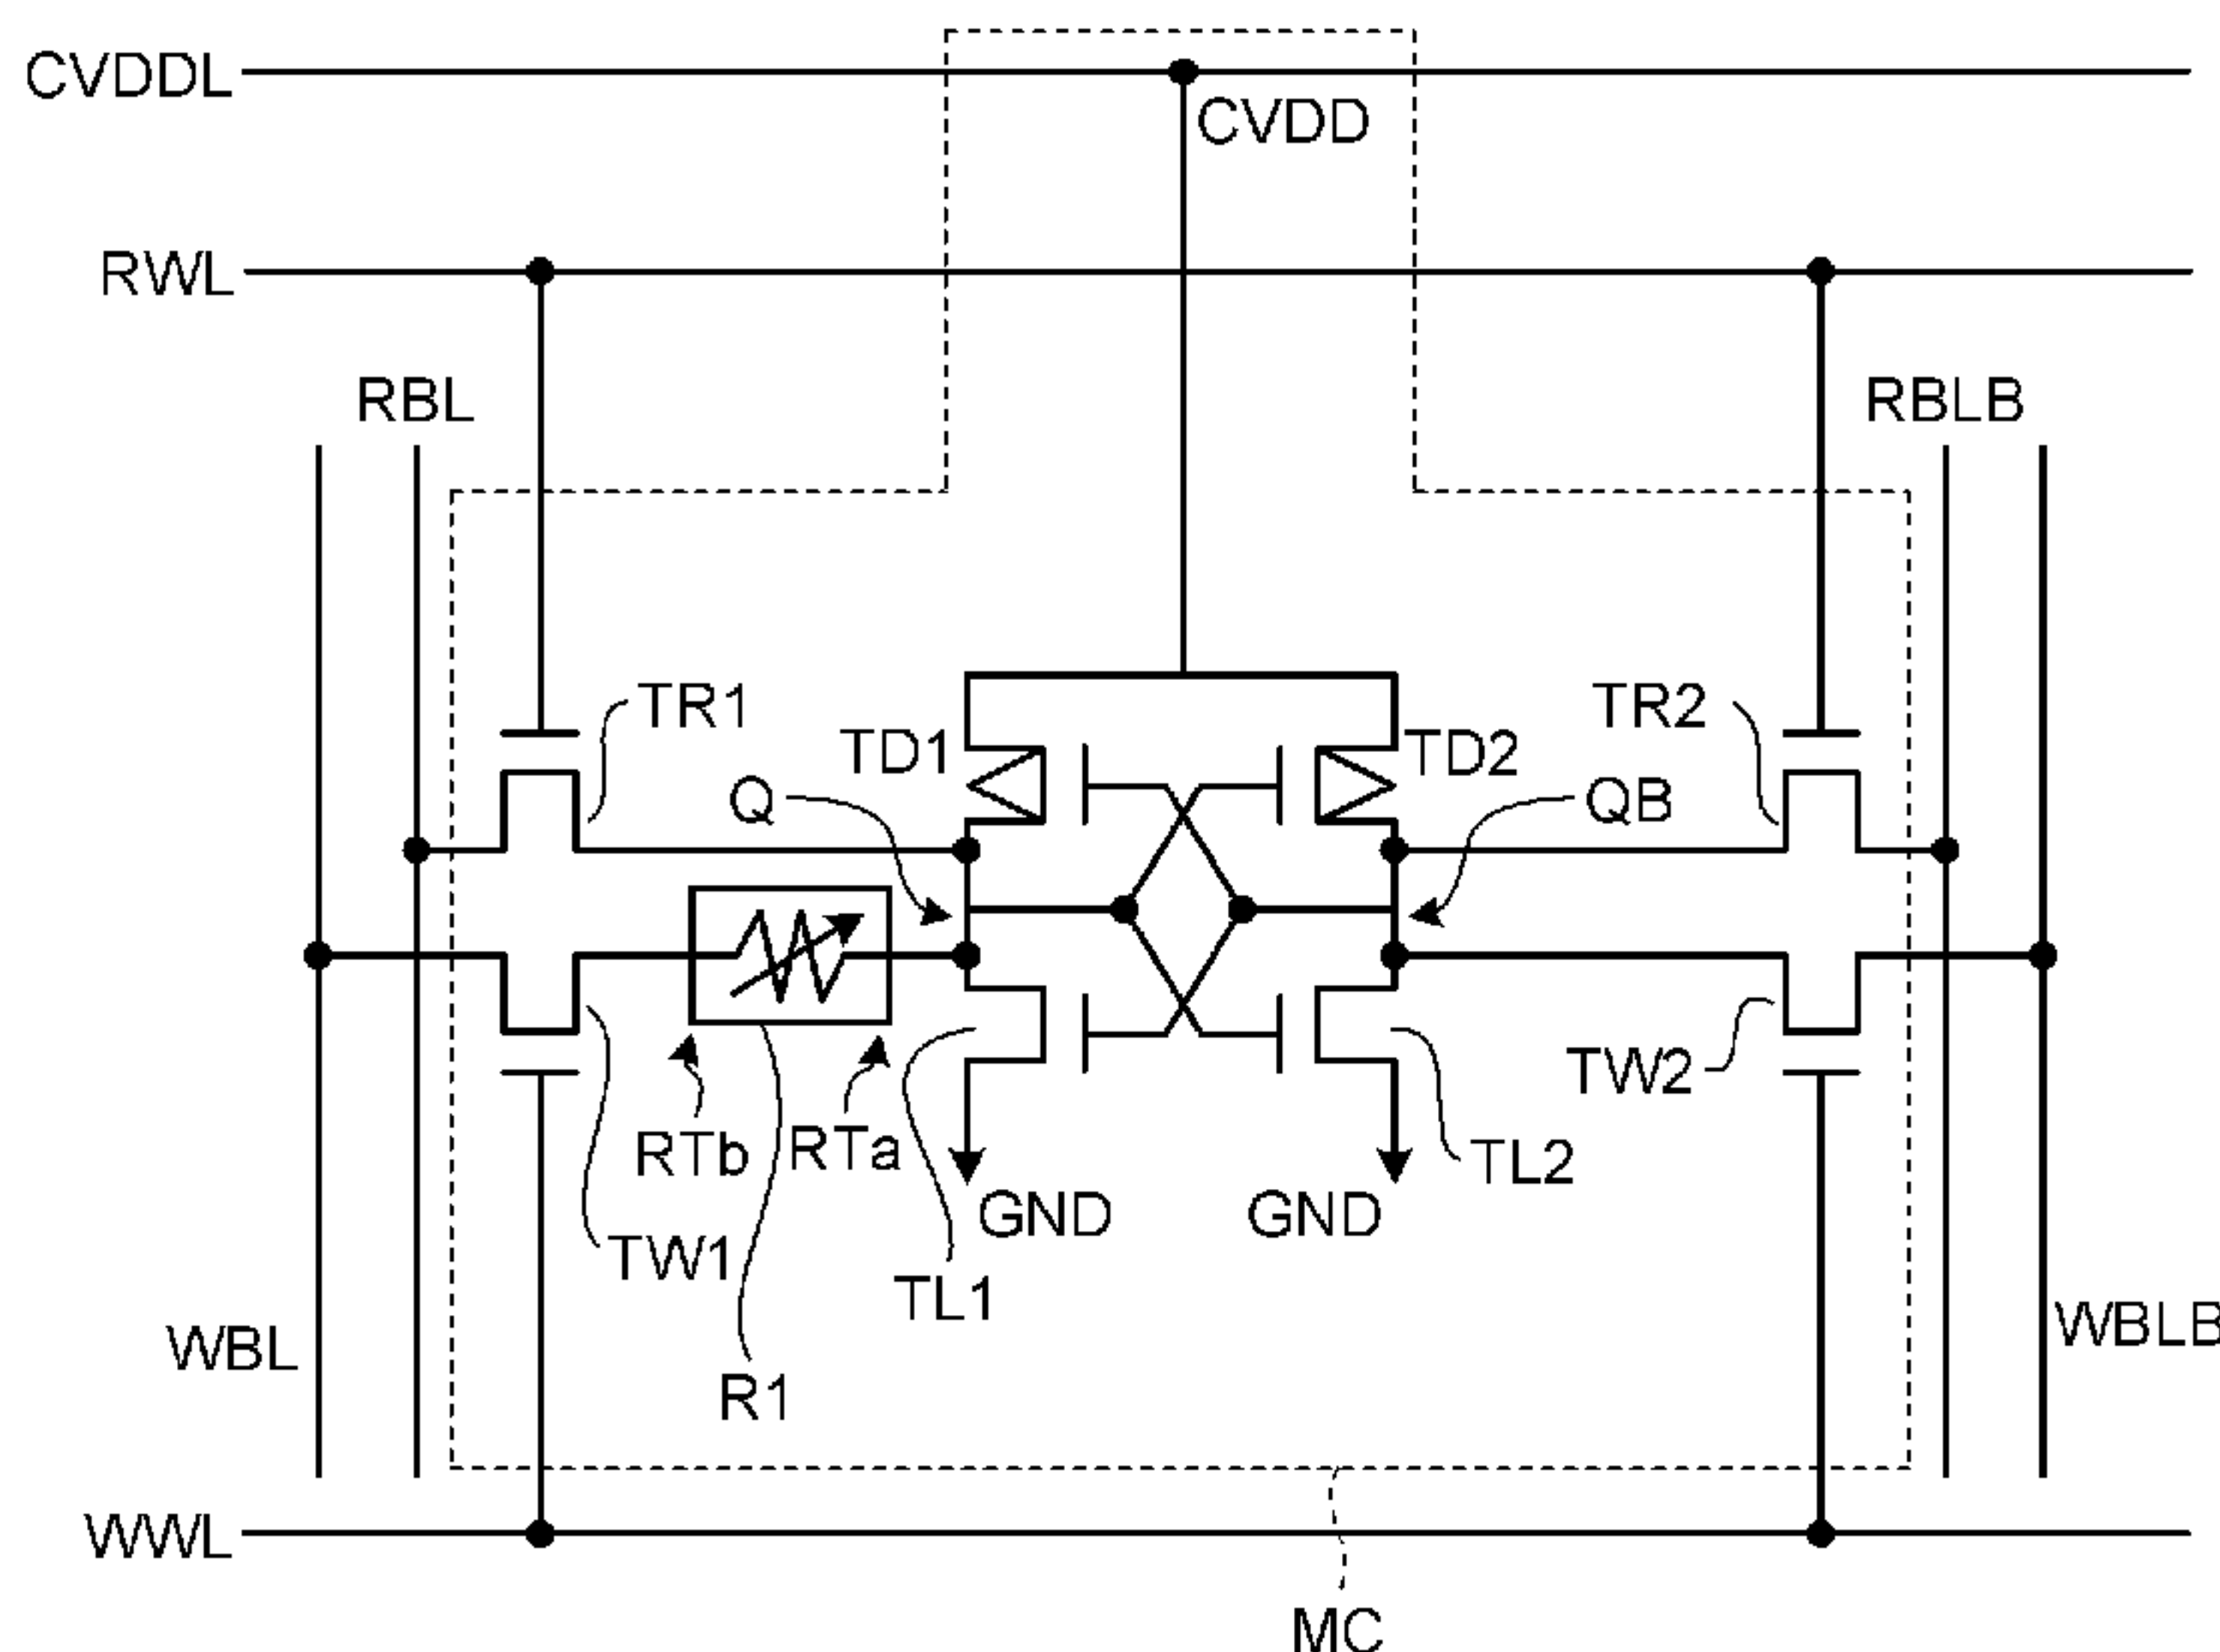 CVDDL
CVDD
RWL
RBL
RBLB
TR1
TR2
TD1
TD2
Q
QB
RTb
RTa
TW2
TL2
GND
GND
TW1
TL1
WBL
WBLB
R1
WWL
MC